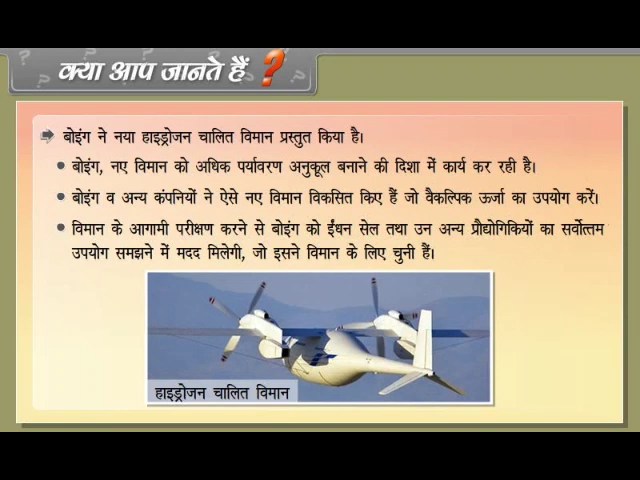 क्या आप जानते हैं ?
बोइंग ने नया हाइड्रोजन चालित विमान प्रस्तुत किया है।
बोइंग, नए विमान को अधिक पर्यावरण अनुकूल बनाने की दिशा में कार्य कर रही है।
बोइंग व अन्य कंपनियों ने ऐसे नए विमान विकसित किए हैं जो वैकल्पिक ऊर्जा का उपयोग करें।
विमान के आगामी परीक्षण करने से बोइंग को ईंधन सेल तथा उन अन्य प्रौद्योगिकियों का सर्वोत्तम
उपयोग समझने में मदद मिलेगी, जो इसने विमान के लिए चुनी हैं।
हाइड्रोजन चालित विमान